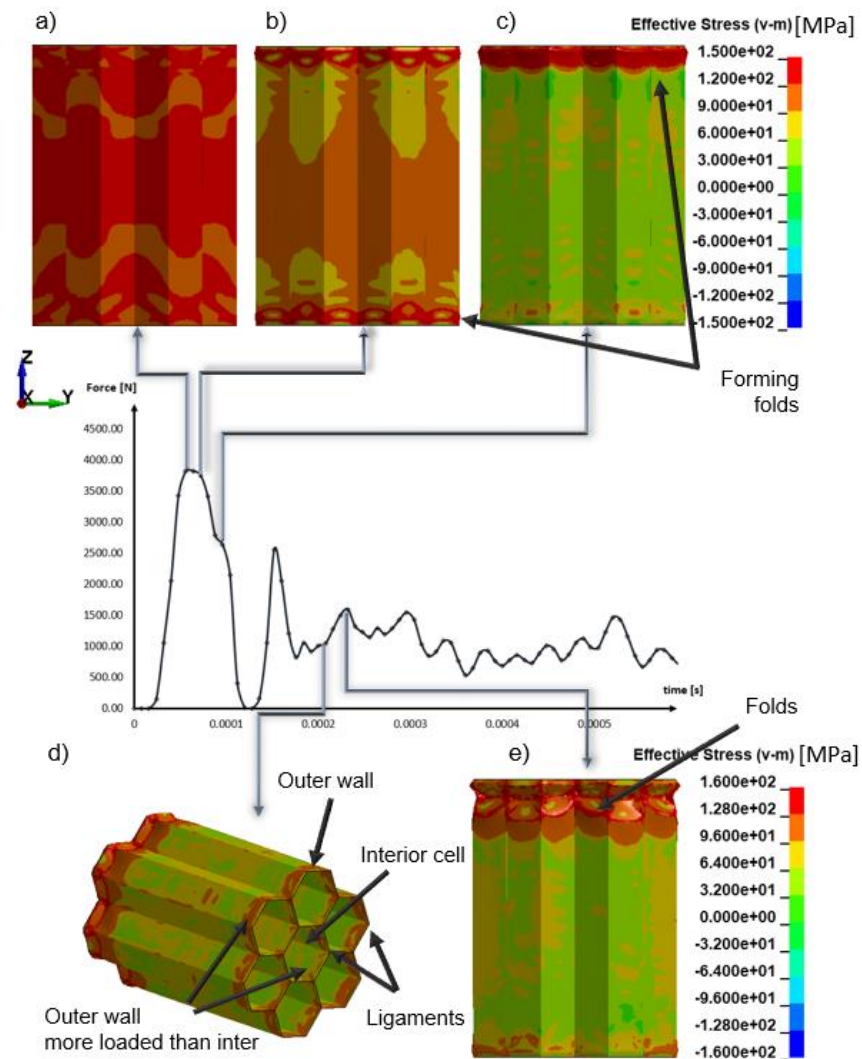 a)
b)
c)
Effective Stress (v-m) [MPa]
1.500e+02
1.200e+02
9.000e+01
6.000e+01
3.000e+01
0.000e+00
-3.000e+01
-6.000e+01
-9.000e+01
-1.200e+02
-1.500e+02
Forming
folds
Z
X
Y
Force [N]
4500.00
4000.00
3500.00
3000.00
2500.00
2000.00
1500.00
1000.00
500.00
0.00
time [s]
0
0.0001
0.0002
0.0003
0.0004
0.0005
d)
Outer wall
Interior cell
Outer wall
more loaded than inter
Ligaments
Folds
e)
Effective Stress (v-m) [MPa]
1.600e+02
1.280e+02
9.600e+01
6.400e+01
3.200e+01
0.000e+00
-3.200e+01
-6.400e+01
-9.600e+01
-1.280e+02
-1.600e+02